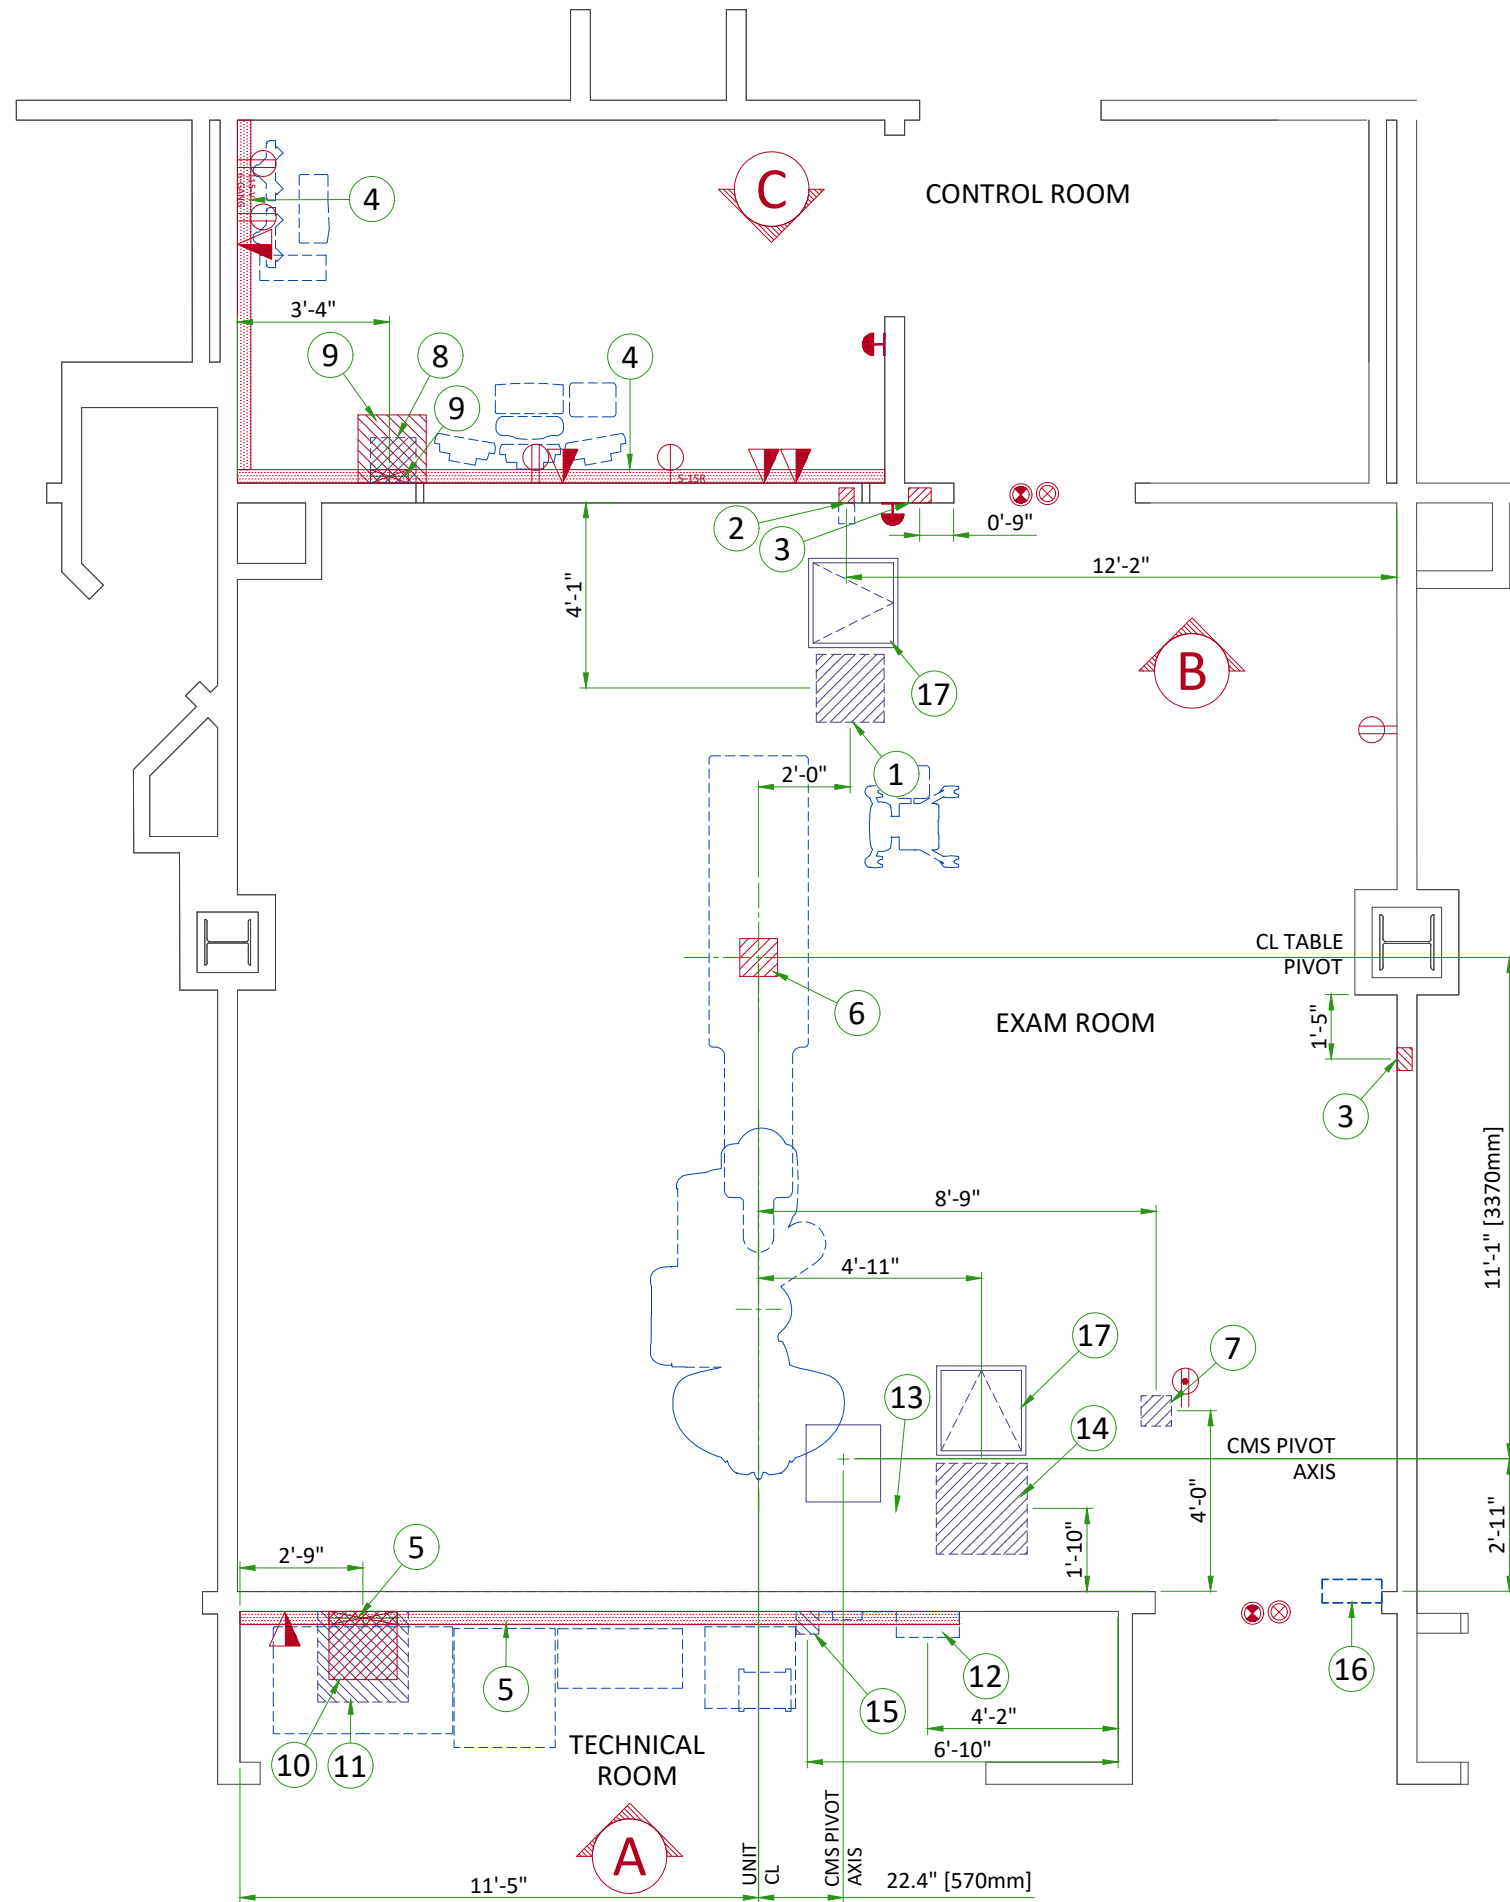 C
CONTROL ROOM
4
3'-4"
9
8
9
4
S-15R
2
3
0'-9"
12'-2"
4'-1"
B
17
1
2'-0"
CL TABLE
PIVOT
6
EXAM ROOM
1'-5"
3
11'-1" [3370mm]
8'-9"
4'-11"
17
7
13
14
CMS PIVOT
AXIS
4'-0"
2'-11"
1'-10"
5
2'-9"
16
5
12
15
4'-2"
6'-10"
10
11
TECHNICAL
ROOM
A
UNIT
CL
CMS PIVOT
AXIS
11'-5"
22.4" [570mm]